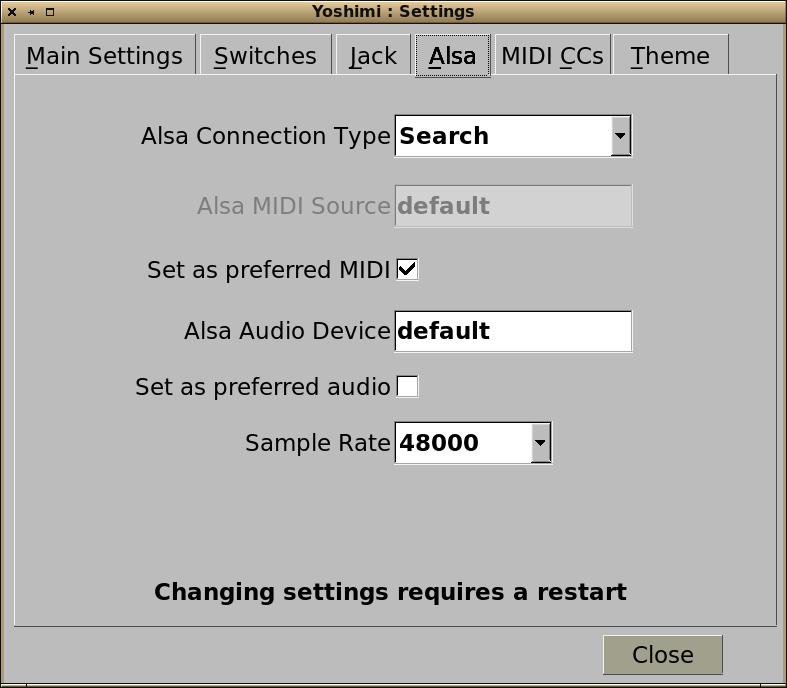 Yoshimi : Settings
Main Settings Switches Jack Alsa MIDI CCs Theme
Alsa Connection Type Search
Alsa MIDI Source default
Set as preferred MIDI
Alsa Audio Device default
Set as preferred audio
Sample Rate 48000
Changing settings requires a restart
Close